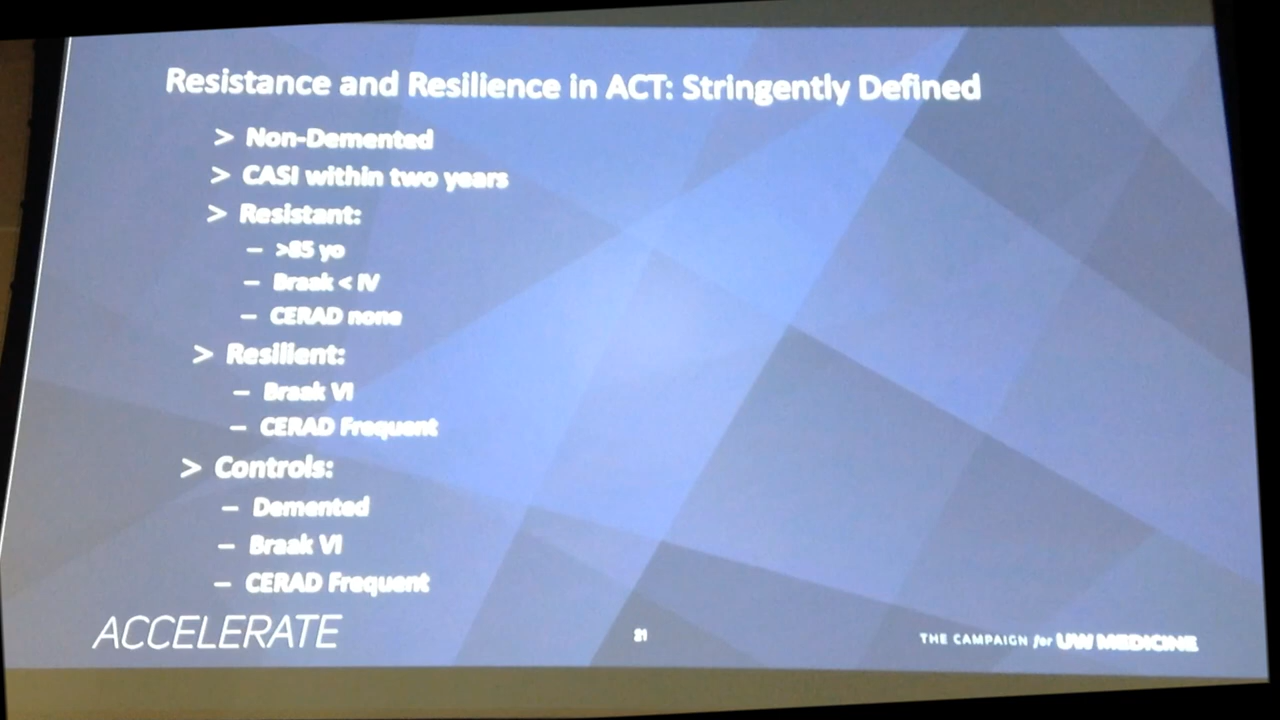 Resistance and Resilience in ACT: Stringently Defined
> Non-Demented
> CASI within two years
> Resistant:
– >85 yo
– Braak < IV
– CERAD none
> Resilient:
– Braak VI
– CERAD Frequent
> Controls:
– Demented
– Braak VI
– CERAD Frequent
ACCELERATE
21
THE CAMPAIGN for UW MEDICINE